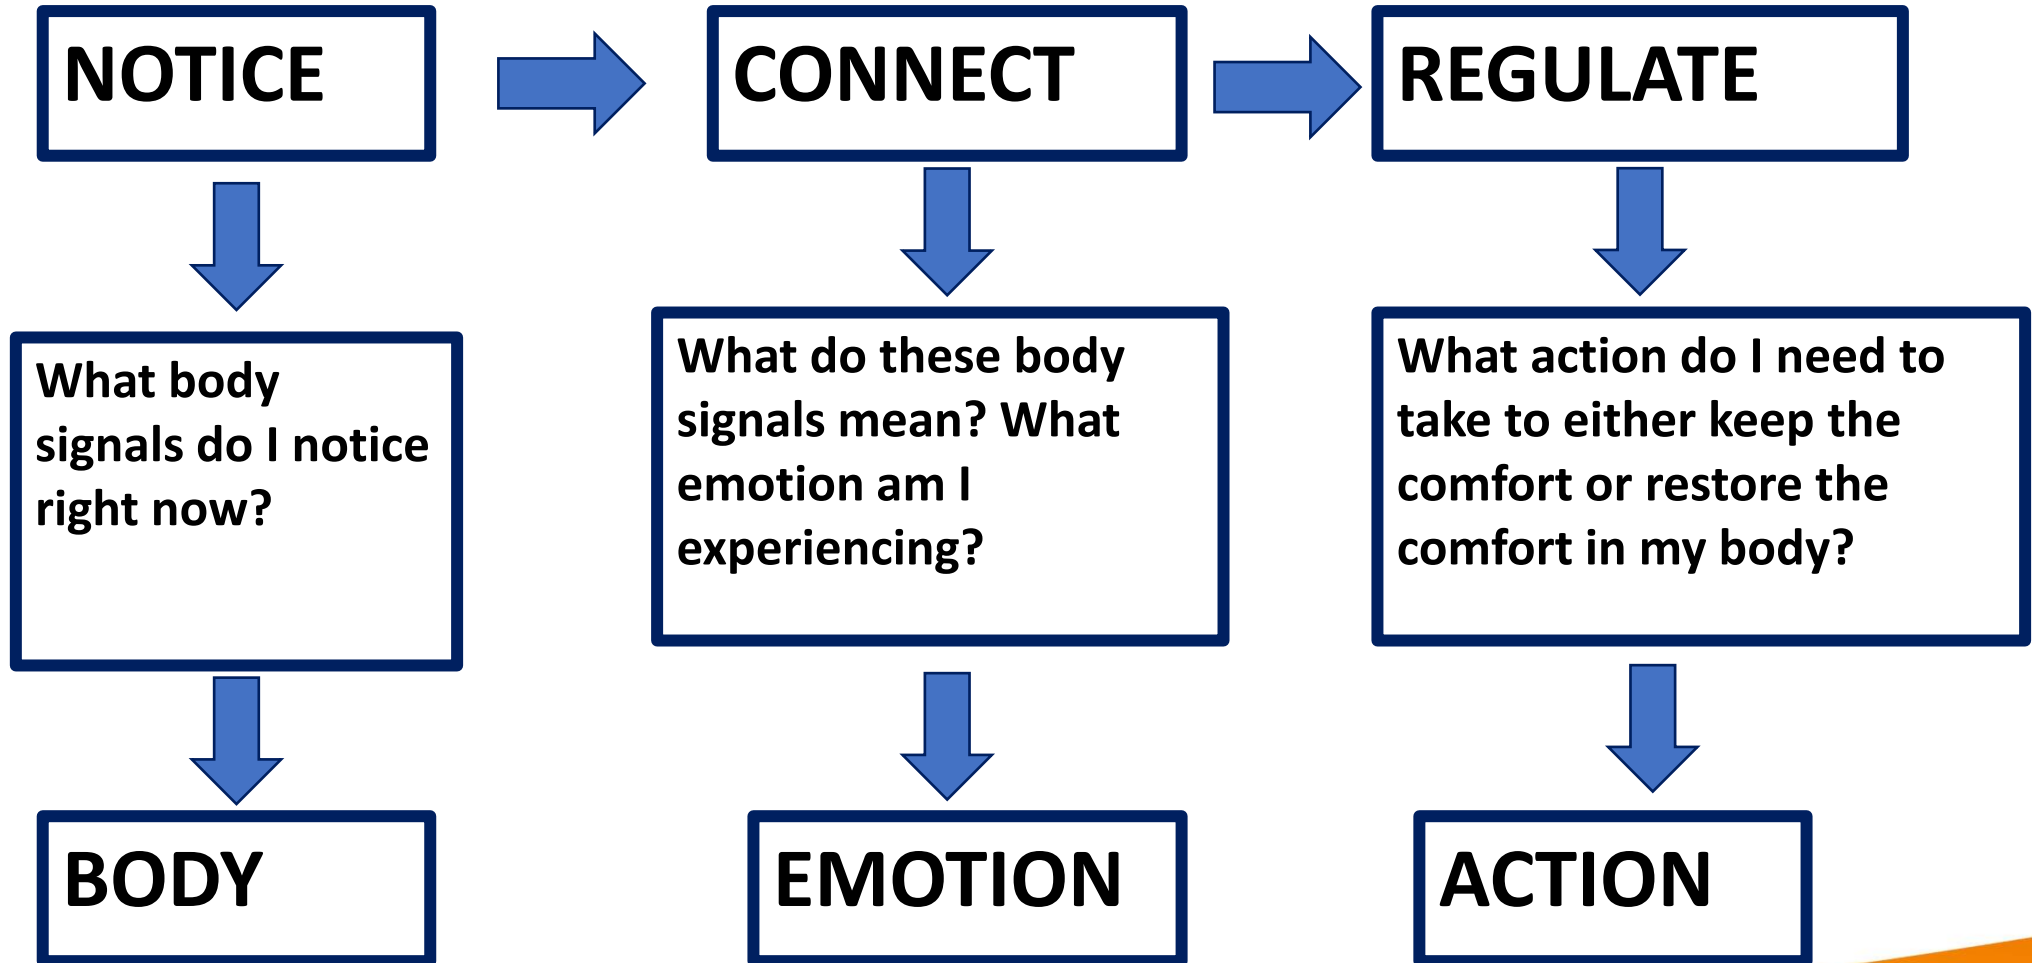 NOTICE
CONNECT
REGULATE
What body
signals do I notice
right now?
What do these body
signals mean? What
emotion am I
experiencing?
What action do I need to
take to either keep the
comfort or restore the
comfort in my body?
BODY
EMOTION
ACTION